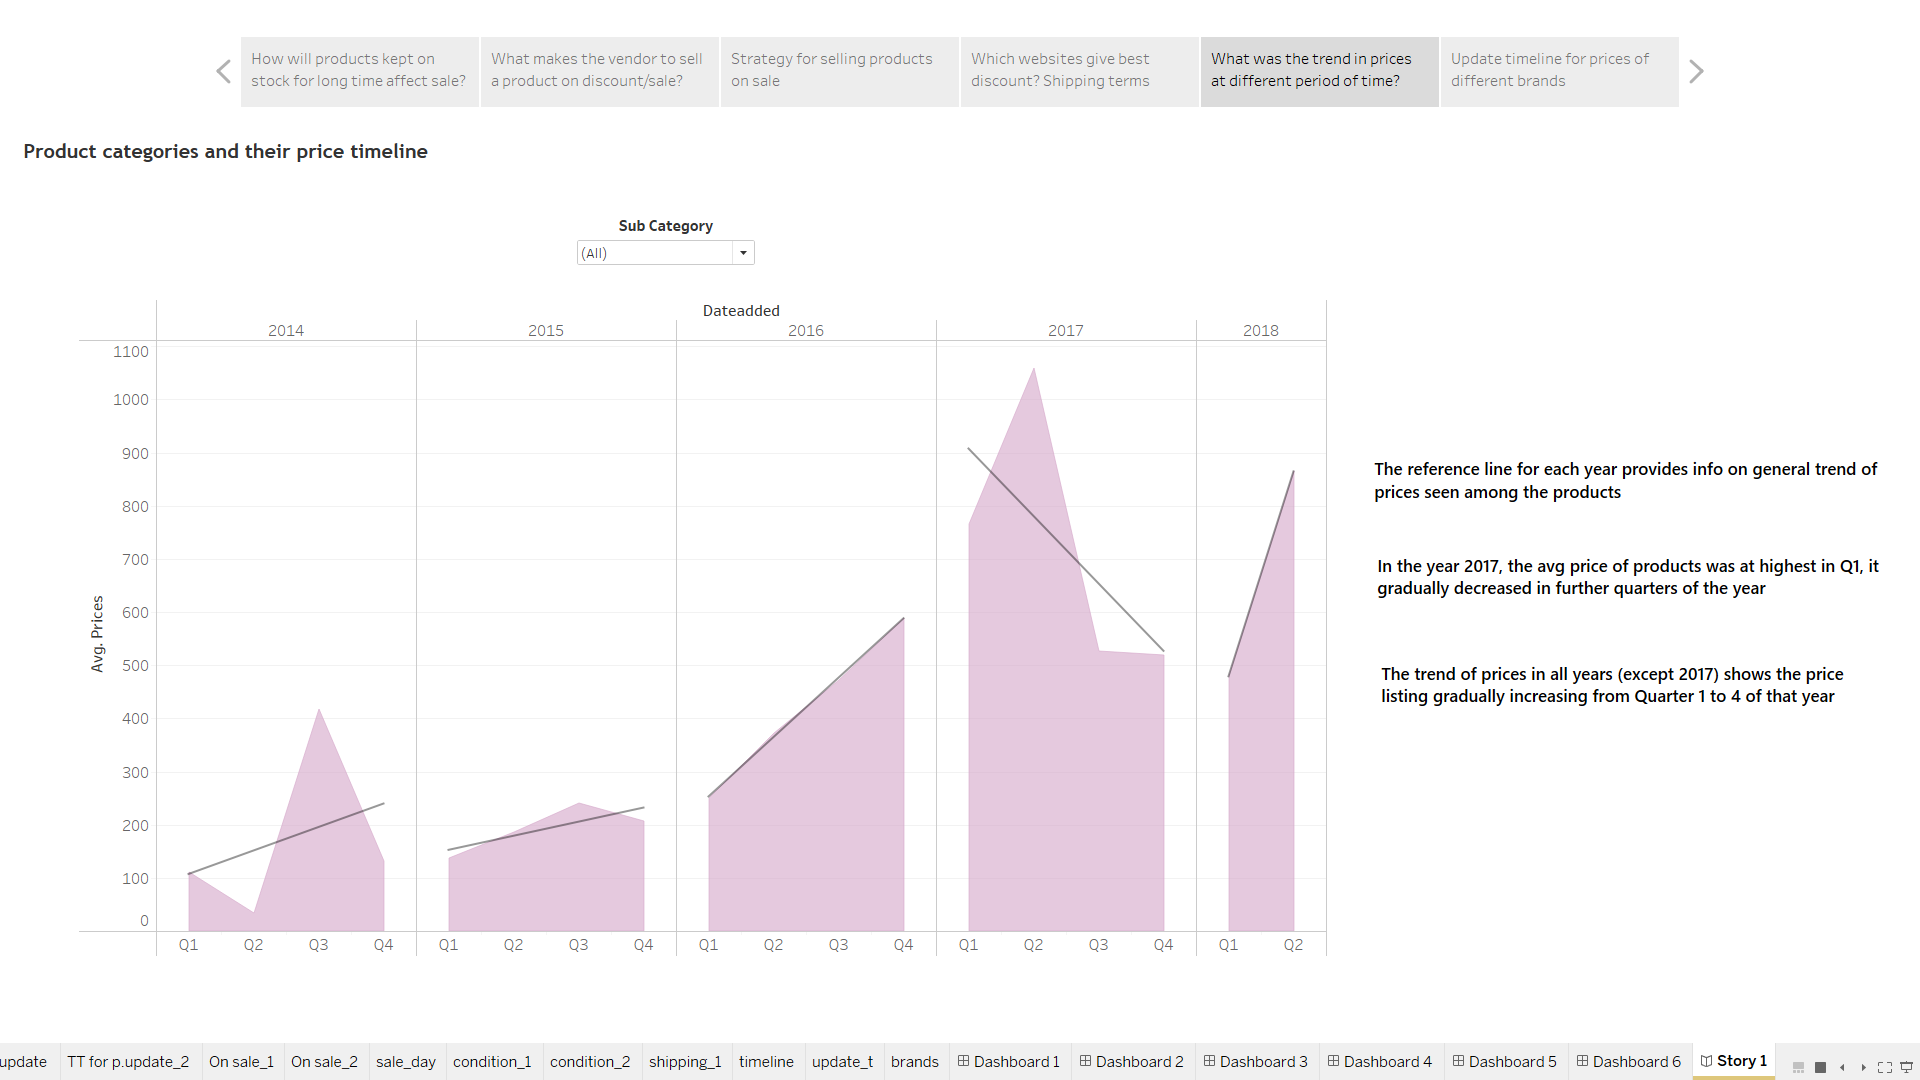 How will products kept on
stock for long time affect sale?
What makes the vendor to sell
a product on discount/sale?
Strategy for selling products
on sale
Which websites give best
discount? Shipping terms
What was the trend in prices
at different period of time?
Update timeline for prices of
different brands
Product categories and their price timeline
Sub Category
(All)
Dateadded
2014 2015 2016 2017 2018
1100
1000
900
800
700
600
500
400
300
200
100
0
Avg. Prices
Q1 Q2 Q3 Q4 Q1 Q2 Q3 Q4 Q1 Q2 Q3 Q4 Q1 Q2 Q3 Q4 Q1 Q2
The reference line for each year provides info on general trend of
prices seen among the products
In the year 2017, the avg price of products was at highest in Q1, it
gradually decreased in further quarters of the year
The trend of prices in all years (except 2017) shows the price
listing gradually increasing from Quarter 1 to 4 of that year
update TT for p.update_2 On sale_1 On sale_2 sale_day condition_1 condition_2 shipping_1 timeline update_t brands Dashboard 1 Dashboard 2 Dashboard 3 Dashboard 4 Dashboard 5 Dashboard 6 Story 1